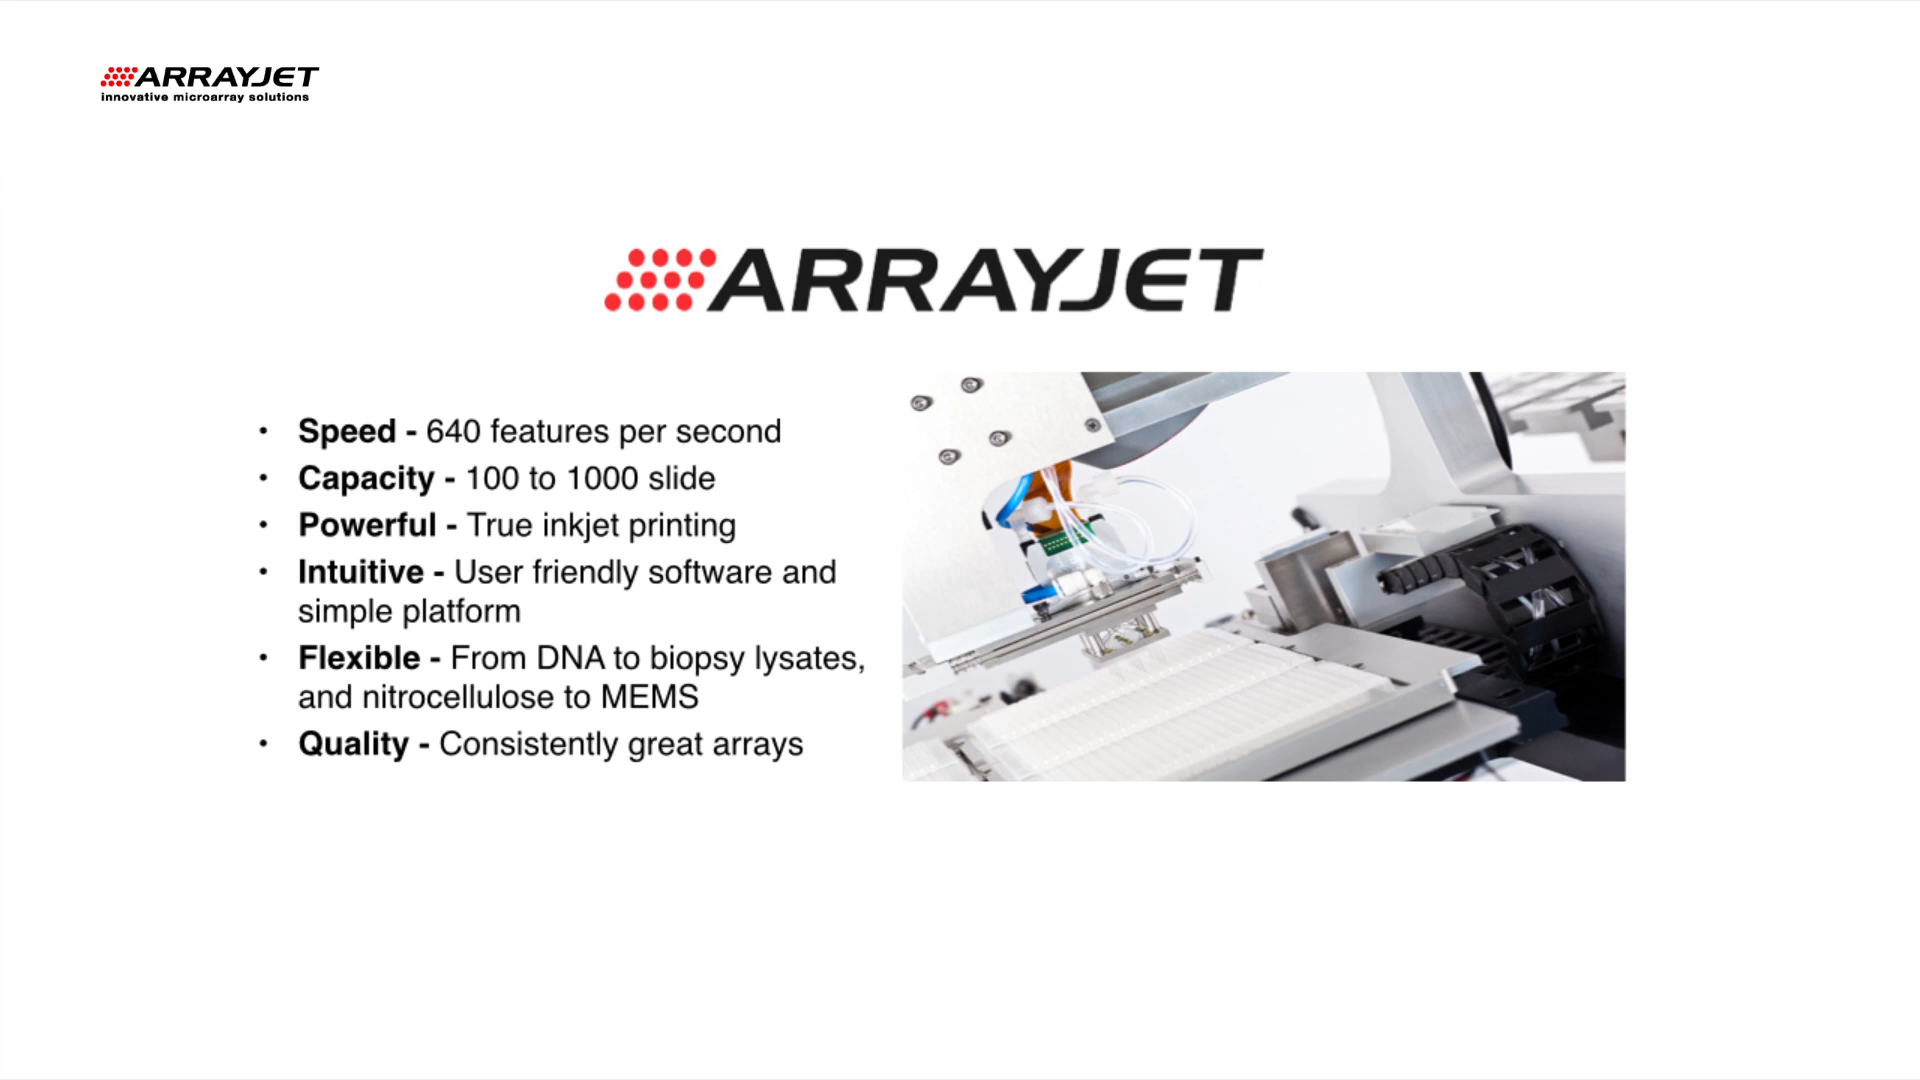 ARRAYJET
innovative microarray solutions
ARRAYJET
• Speed - 640 features per second
• Capacity - 100 to 1000 slide
• Powerful - True inkjet printing
• Intuitive - User friendly software and
simple platform
• Flexible - From DNA to biopsy lysates,
and nitrocellulose to MEMS
• Quality - Consistently great arrays